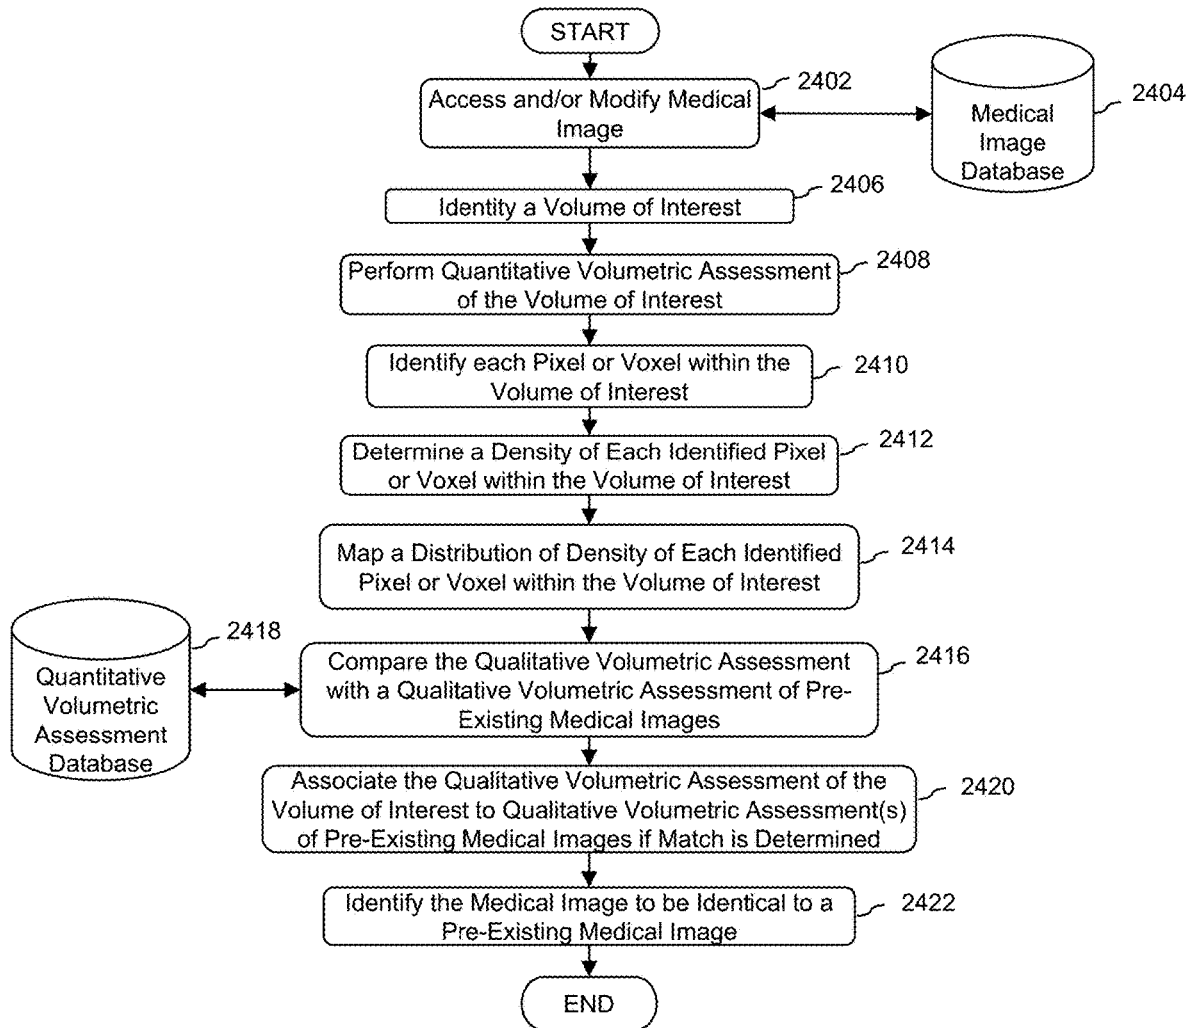 START
Access and/or Modify Medical
Image
2402
Medical
Image
Database
2404
Identity a Volume of Interest
2406
Perform Quantitative Volumetric Assessment
of the Volume of Interest
2408
Identify each Pixel or Voxel within the
Volume of Interest
2410
Determine a Density of Each Identified Pixel
or Voxel within the Volume of Interest
2412
Map a Distribution of Density of Each Identified
Pixel or Voxel within the Volume of Interest
2414
Quantitative
Volumetric
Assessment
Database
2418
Compare the Qualitative Volumetric Assessment
with a Qualitative Volumetric Assessment of Pre-
Existing Medical Images
2416
Associate the Qualitative Volumetric Assessment of the
Volume of Interest to Qualitative Volumetric Assessment(s)
of Pre-Existing Medical Images if Match is Determined
2420
Identify the Medical Image to be Identical to a
Pre-Existing Medical Image
2422
END